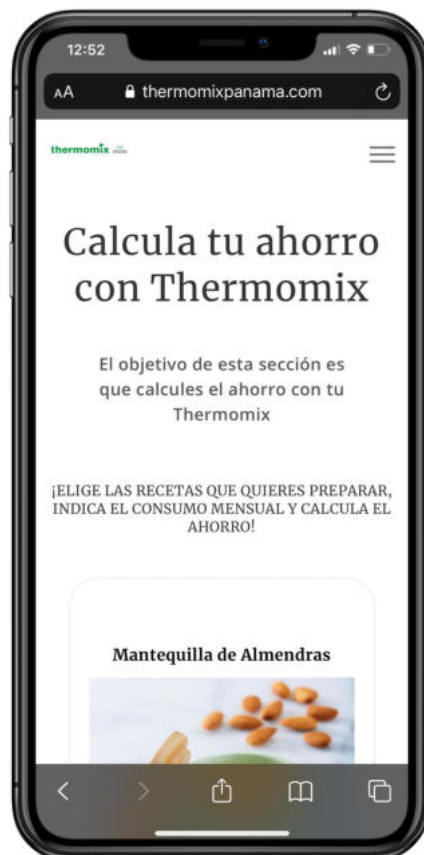 12:52
AA thermomixpanama.com
thermomix
Calcula tu ahorro
con Thermomix
El objetivo de esta sección es
que calcules el ahorro con tu
Thermomix
¡ELIGE LAS RECETAS QUE QUIERES PREPARAR,
INDICA EL CONSUMO MENSUAL Y CALCULA EL
AHORRO!
Mantequilla de Almendras